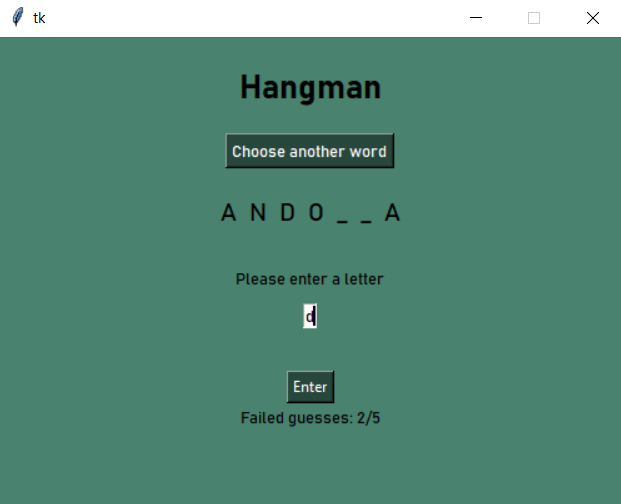 tk
Hangman
Choose another word
A N D O _ _ A
Please enter a letter
d
Enter
Failed guesses: 2/5